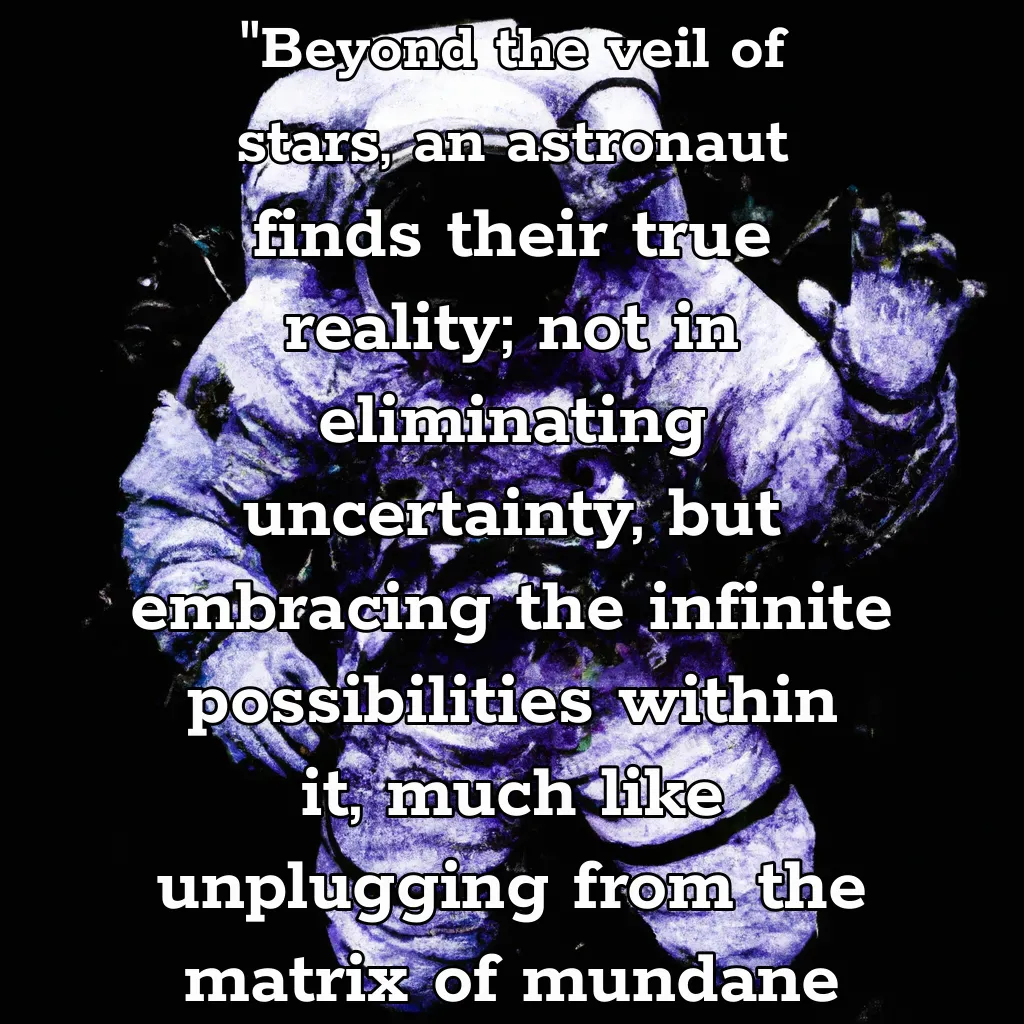 "Beyond the veil of
stars, an astronaut
finds their true
reality; not in
eliminating
uncertainty, but
embracing the infinite
possibilities within
it, much like
unplugging from the
matrix of mundane